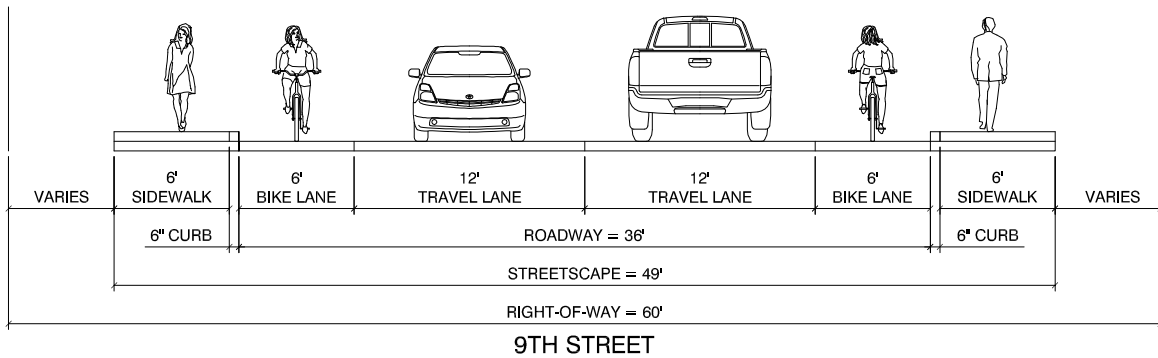 6' 6' 12' 12' 6' 6'
VARIES SIDEWALK BIKE LANE TRAVEL LANE TRAVEL LANE BIKE LANE SIDEWALK VARIES
6" CURB ROADWAY = 36' 6" CURB
STREETSCAPE = 49'
RIGHT-OF-WAY = 60'
9TH STREET